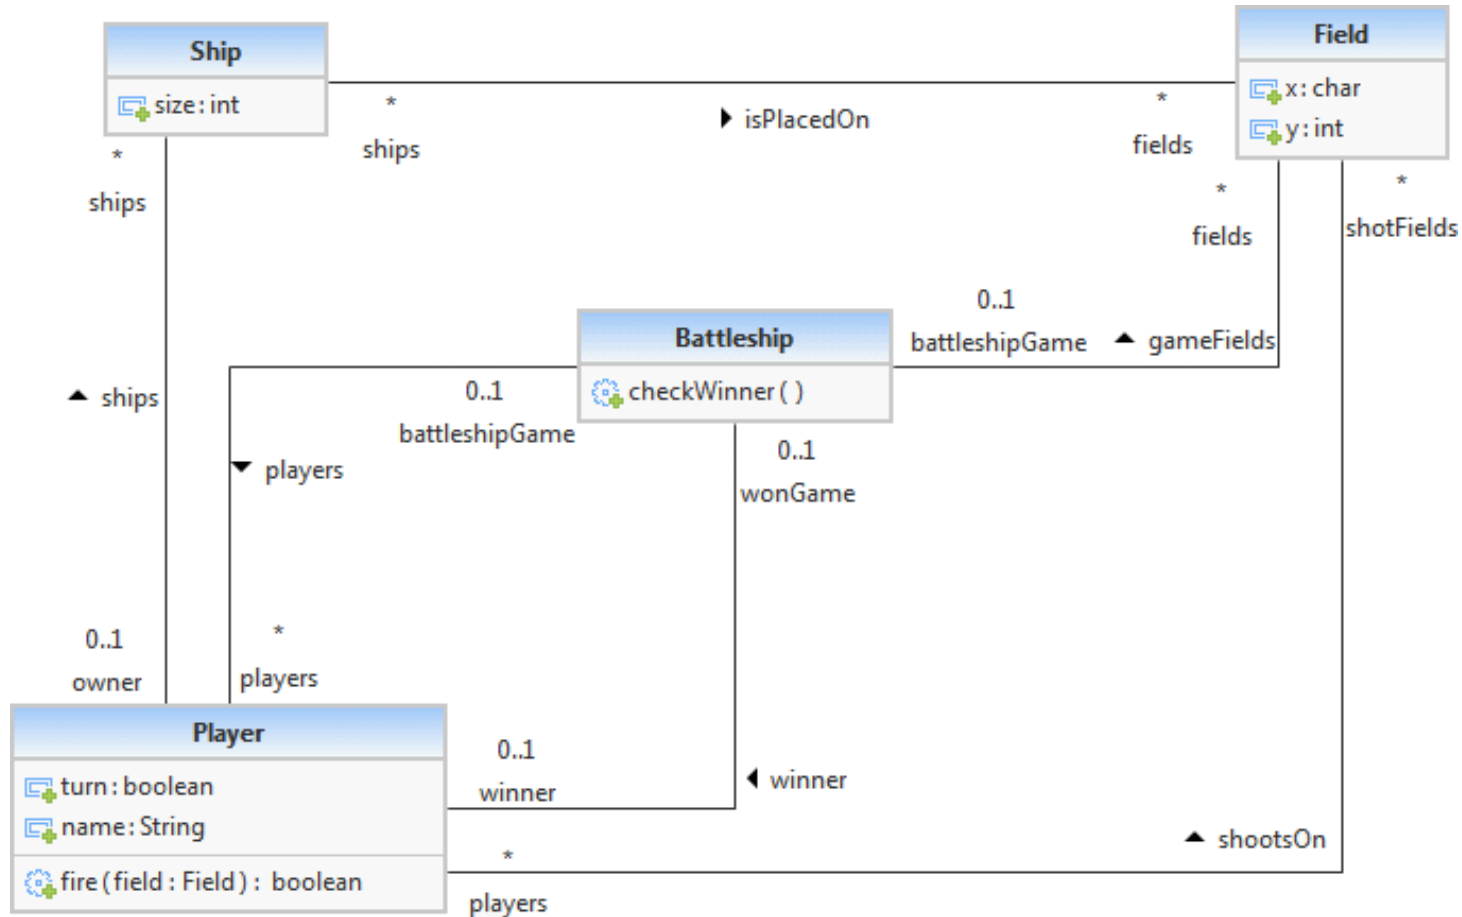 Ship
size : int
Field
x : char
y : int
*
ships
isPlacedOn
*
fields
*
ships
*
fields
*
shotFields
0..1
battleshipGame
gameFields
Battleship
checkWinner ( )
0..1
battleshipGame
0..1
wonGame
ships
players
0..1
owner
*
players
Player
turn : boolean
name : String
fire ( field : Field ) : boolean
0..1
winner
winner
shootsOn
*
players